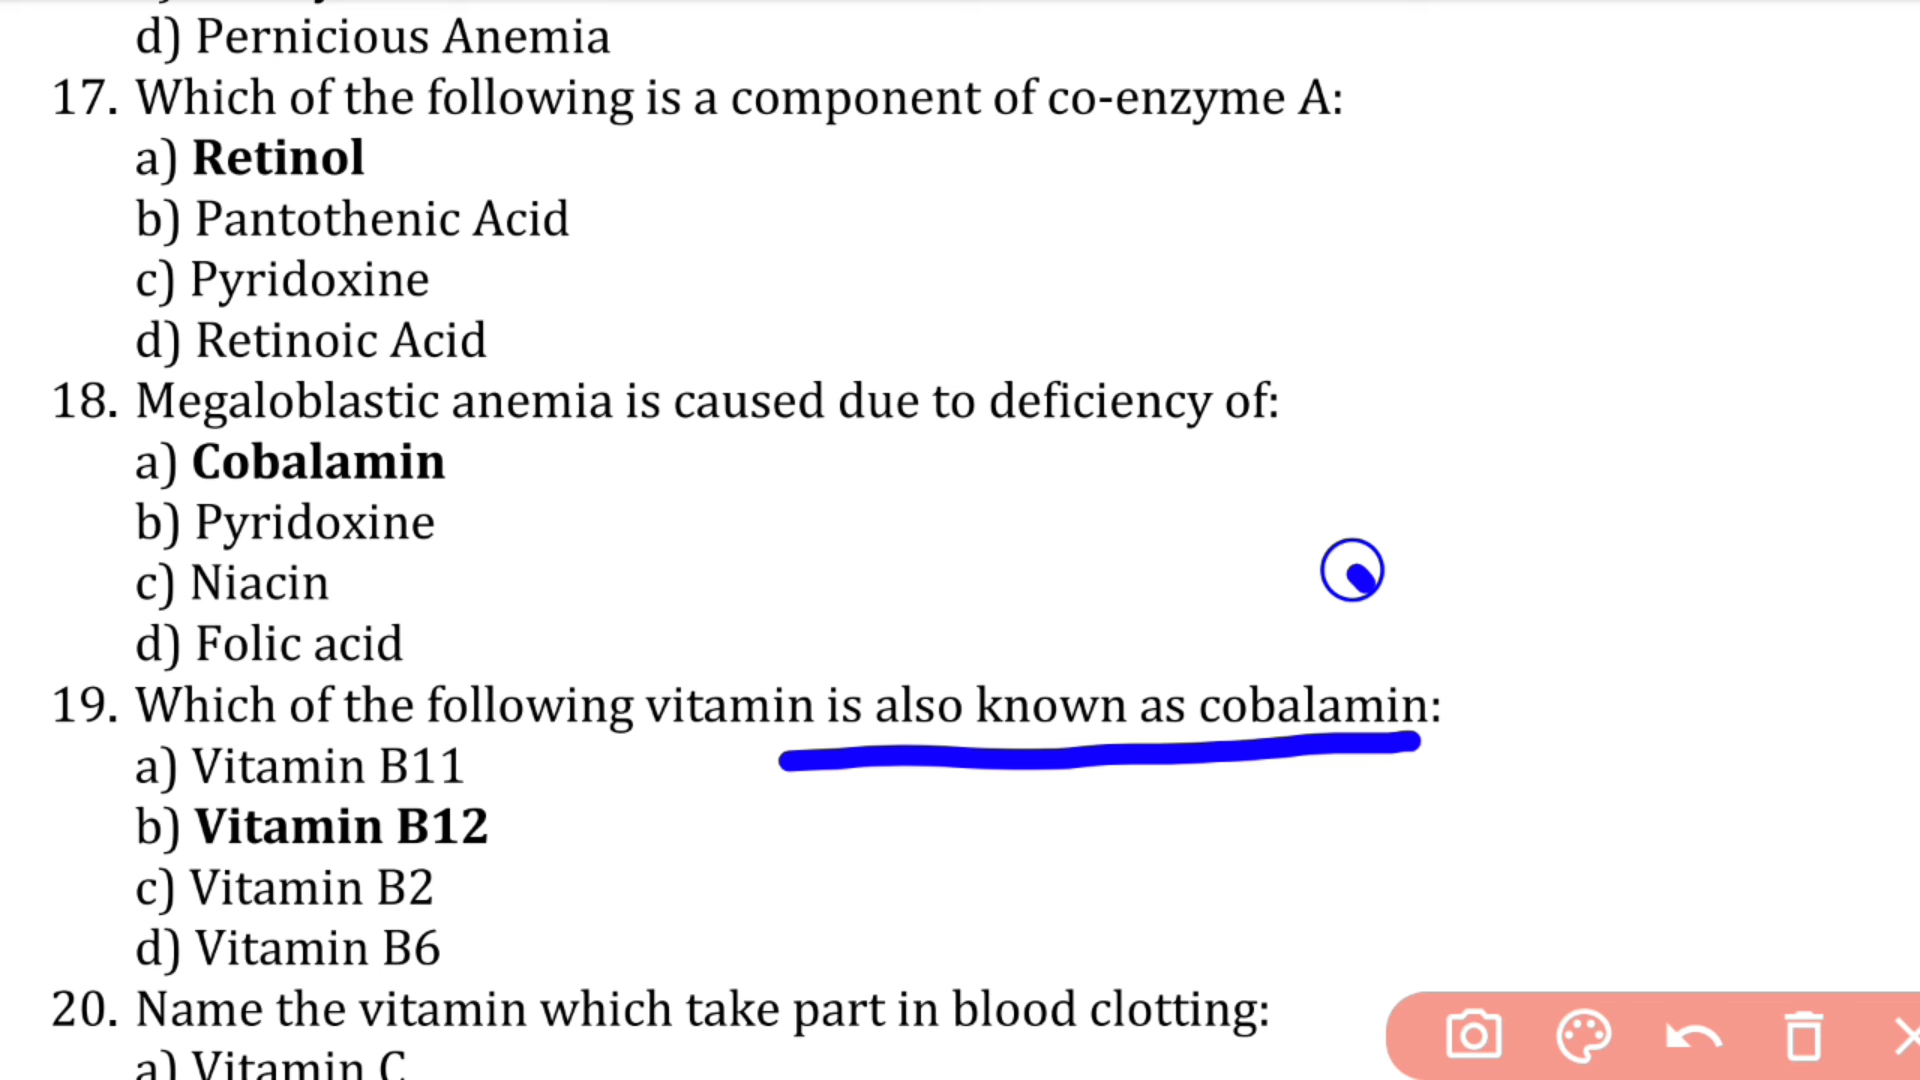 d) Pernicious Anemia
17. Which of the following is a component of co-enzyme A:
a) Retinol
b) Pantothenic Acid
c) Pyridoxine
d) Retinoic Acid
18. Megaloblastic anemia is caused due to deficiency of:
a) Cobalamin
b) Pyridoxine
c) Niacin
d) Folic acid
19. Which of the following vitamin is also known as cobalamin:
a) Vitamin B11
b) Vitamin B12
c) Vitamin B2
d) Vitamin B6
20. Name the vitamin which take part in blood clotting:
a) Vitamin C